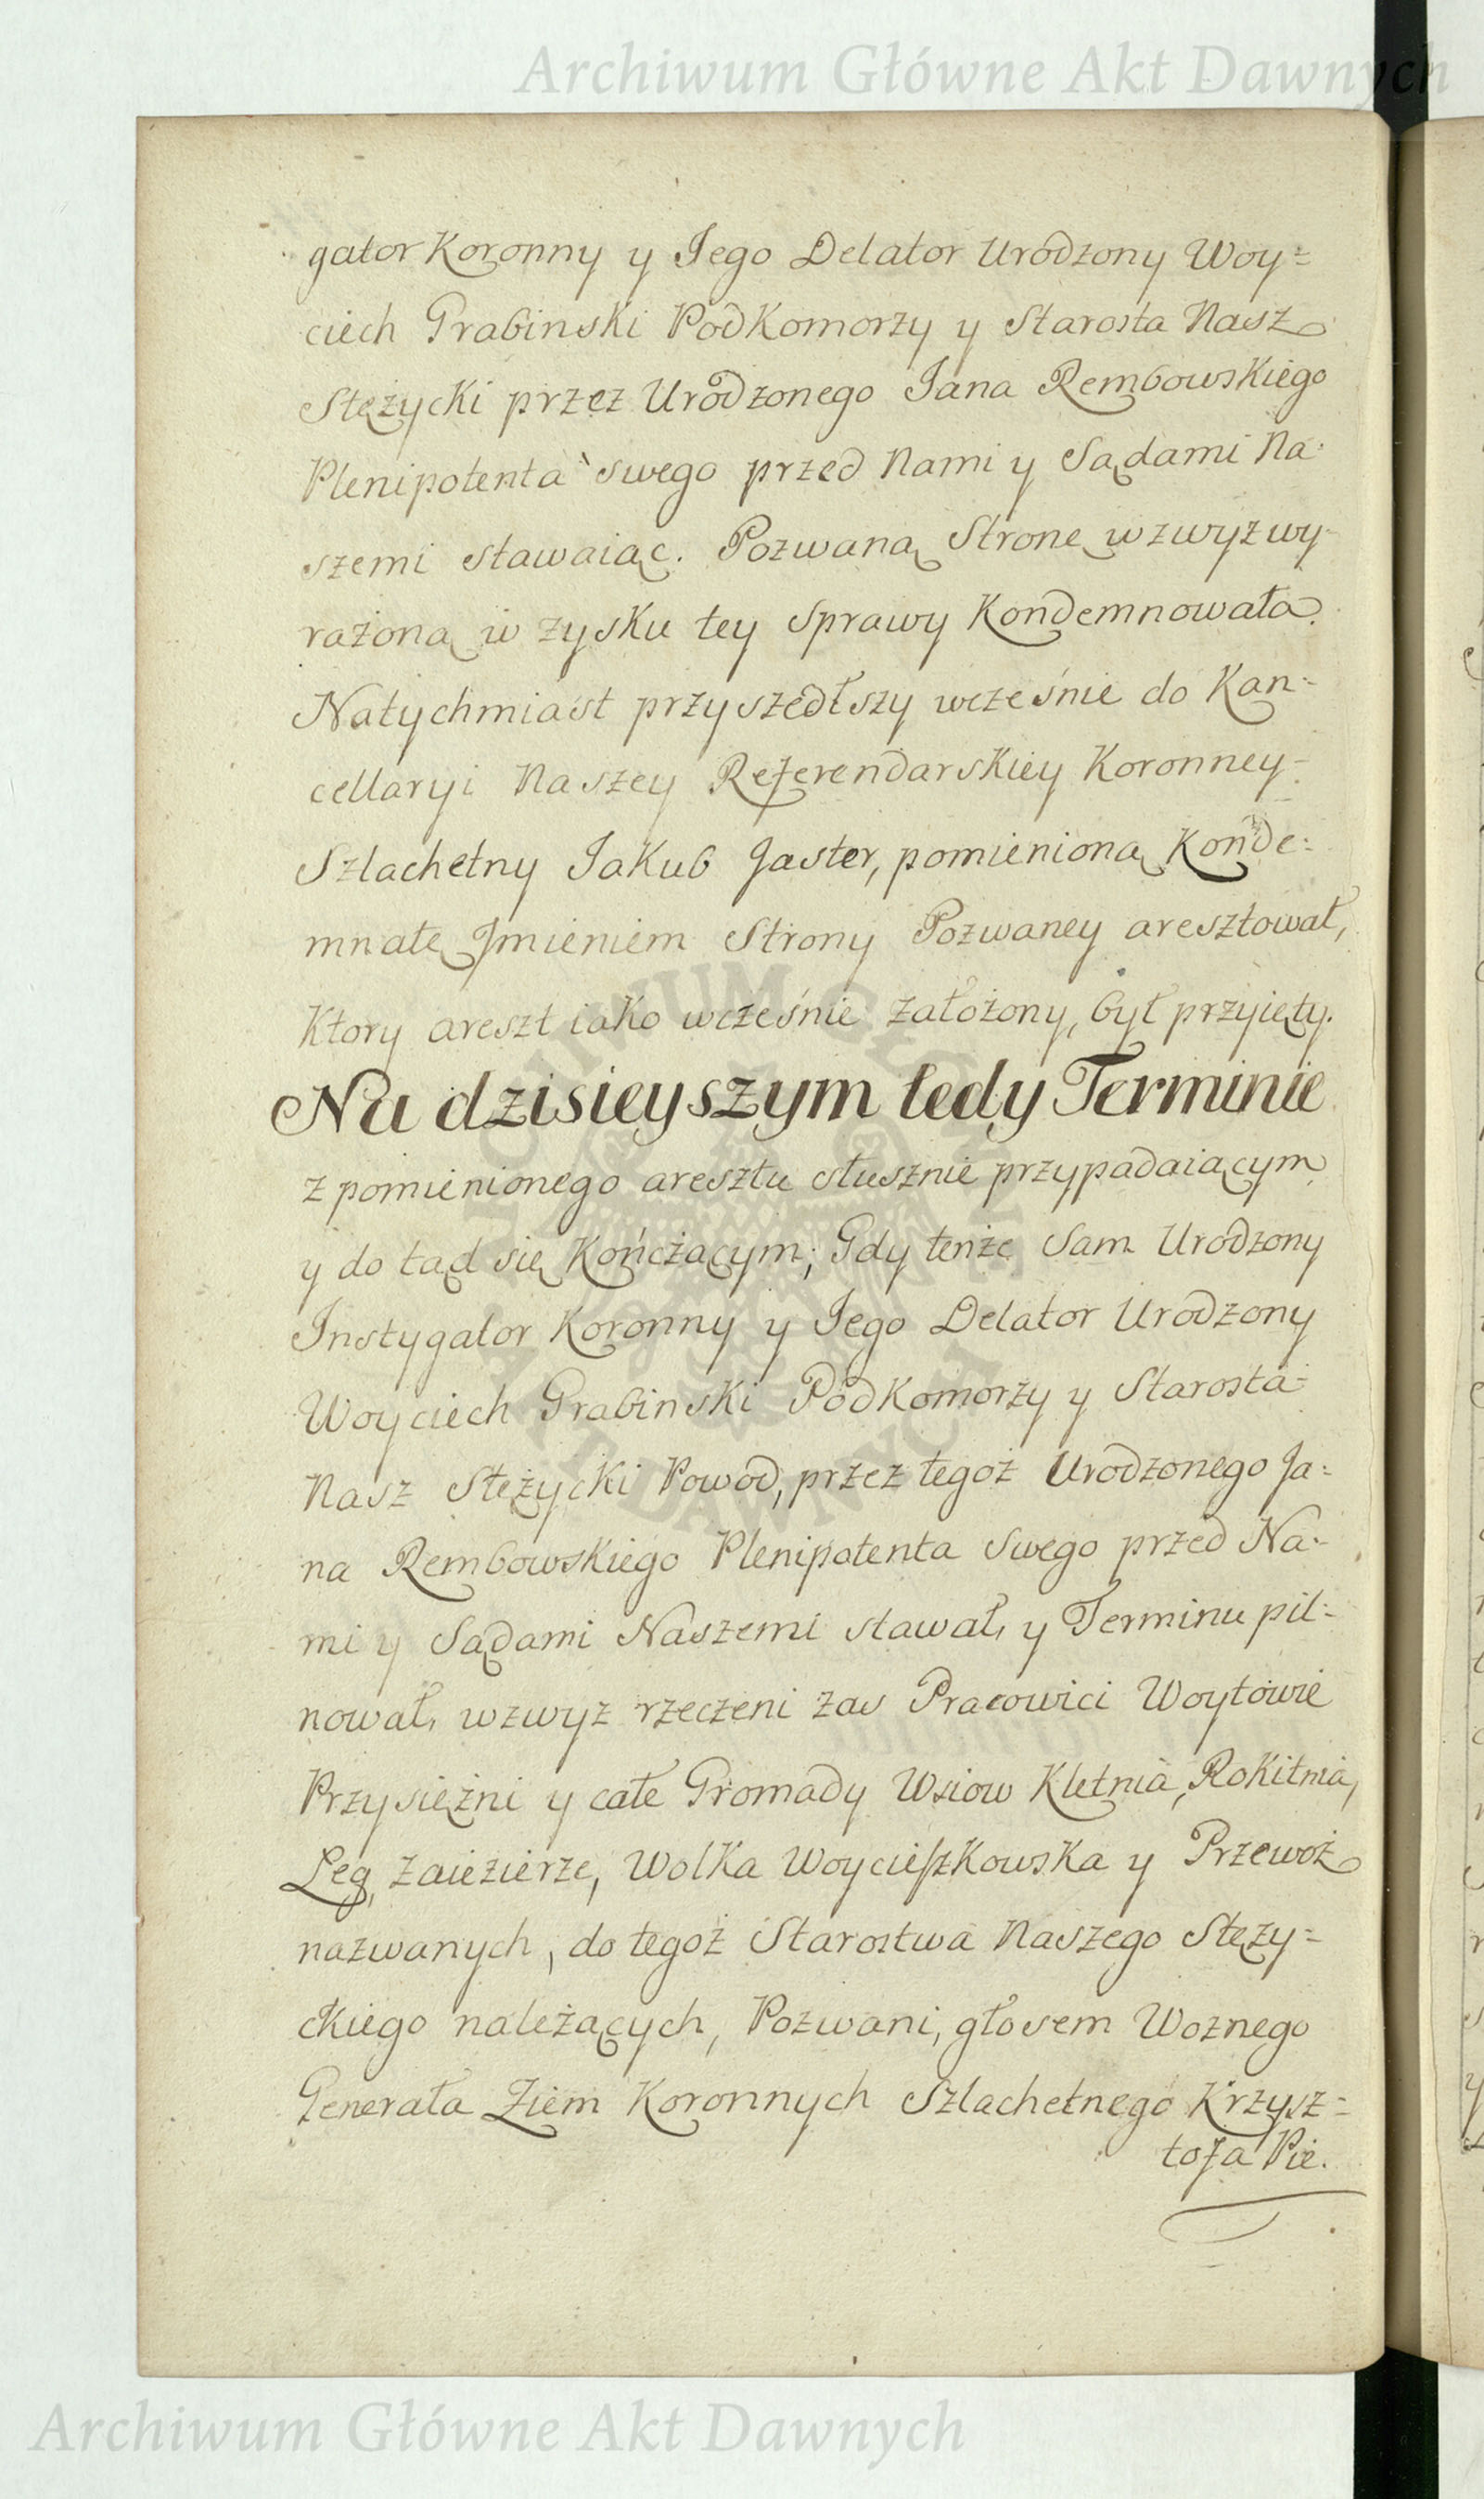 Archiwum Główne Akt Dawnych
gator Koronny y Jego Delator Urodzony Woy=
ciech Grabinski PodKomorzy y Starosta Nasz
Stężycki przez Urodzonego Jana Rembowskiego
Plenipotenta swego przed Nami y Sądami Na:
szemi stawaiąc. Pozwaną Stronę wzwyż wy-
rażoną w zysku tey Sprawy Kondemnowała.
Natychmiast przyszedłszy wcześnie do Kan:
cellaryi Naszey Referendarskiey Koronney
Szlachetny Jakub Jaster, pomienioną Konde:
mnatę Imieniem Strony Pozwaney aresztował,
Ktory areszt iako wcześnie założony, był przyięty.
Na dzisieyszym tedy Terminie
z pomienionego aresztu słusznie przypadaiącym
y do tąd się Kończącym; Gdy tenże Sam Urodzony
Instygator Koronny y Jego Delator Urodzony
Woyciech Grabinski PodKomorzy y Starosta
Nasz Stężycki Powod, przez tegoż Urodzonego Ja:
na Rembowskiego Plenipotenta Swego przed Na:
mi y Sądami Naszemi stawał, y Terminu pil:
nował, wzwyz rzeczeni zas Pracowici Woytowie
Przysiężni y całe Gromady Wsiow Kletnia, Rokitnia,
Łęg, Zaiezierze, Wolka Woycieszkowska y Przewoż
nazwanych, do tegoż Starostwa Naszego Stęży=
ckiego należących, Pozwani, głosem Woznego
Generała Ziem Koronnych Szlachetnego Krzysz=
tofa Pie.
Archiwum Główne Akt Dawnych